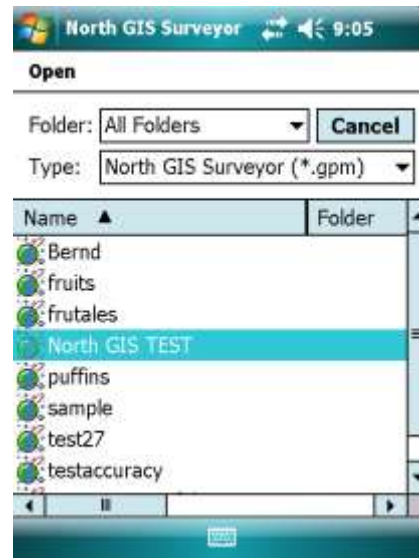 North GIS Surveyor 9:05
Open
Folder: All Folders Cancel
Type: North GIS Surveyor (*.gpm)
Name Folder
Bernd
fruits
frutales
North GIS TEST
puffins
sample
test27
testaccuracy